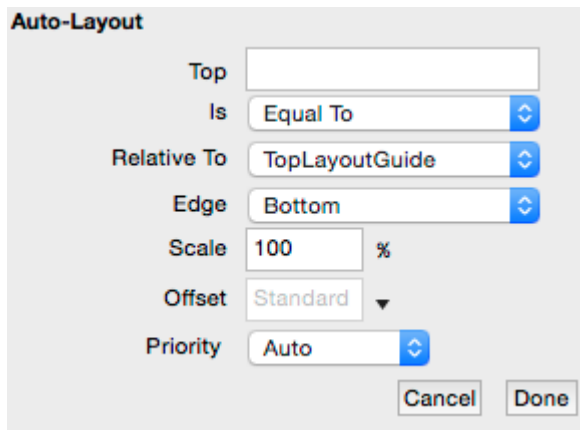 Auto-Layout
Top
Is Equal To
Relative To TopLayoutGuide
Edge Bottom
Scale 100 %
Offset Standard
Priority Auto
Cancel Done